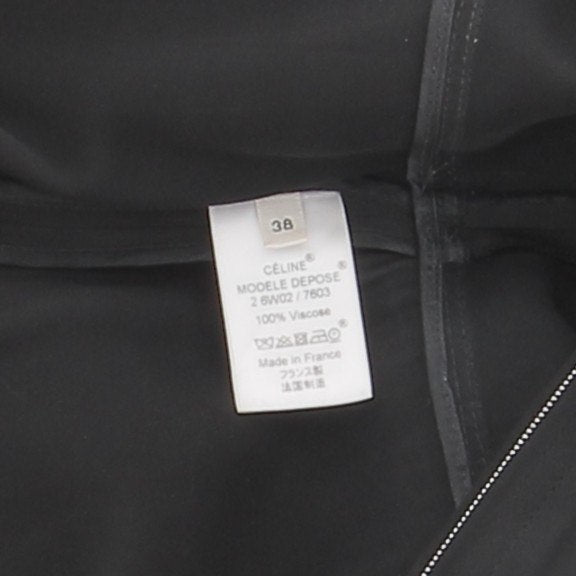 38
CÉLINE®
MODELE DEPOSE®
2 6W02 / 7603
100% Viscose
Made in France
フランス製
法国制造